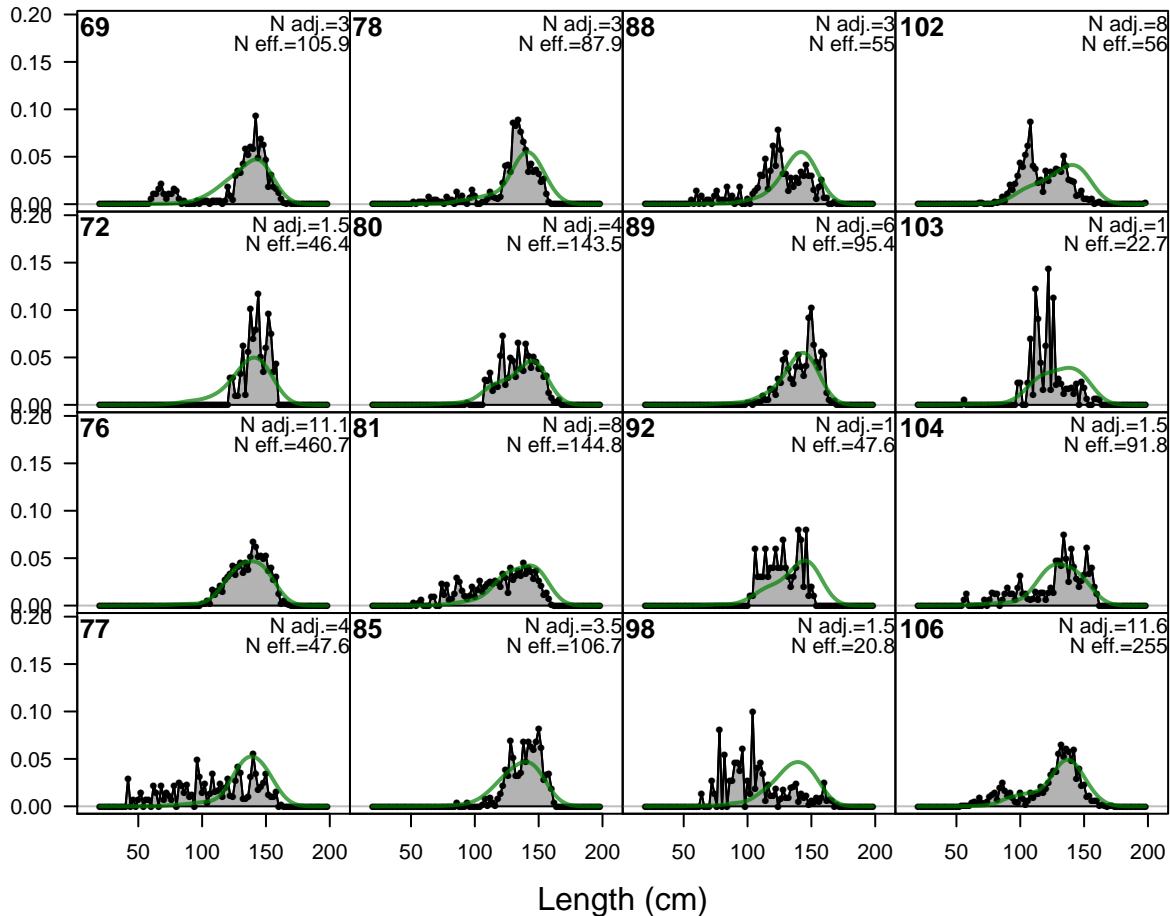 0.20
0.15
0.10
0.05
0.00
69
N adj.=3
N eff.=105.9
78
N adj.=3
N eff.=87.9
88
N adj.=3
N eff.=55
102
N adj.=8
N eff.=56
0.20
0.15
0.10
0.05
0.00
72
N adj.=1.5
N eff.=46.4
80
N adj.=4
N eff.=143.5
89
N adj.=6
N eff.=95.4
103
N adj.=1
N eff.=22.7
0.20
0.15
0.10
0.05
0.00
76
N adj.=11.1
N eff.=460.7
81
N adj.=8
N eff.=144.8
92
N adj.=1
N eff.=47.6
104
N adj.=1.5
N eff.=91.8
0.20
0.15
0.10
0.05
0.00
77
N adj.=4
N eff.=47.6
85
N adj.=3.5
N eff.=106.7
98
N adj.=1.5
N eff.=20.8
106
N adj.=11.6
N eff.=255
50 100 150 200 50 100 150 200 50 100 150 200 50 100 150 200
Length (cm)